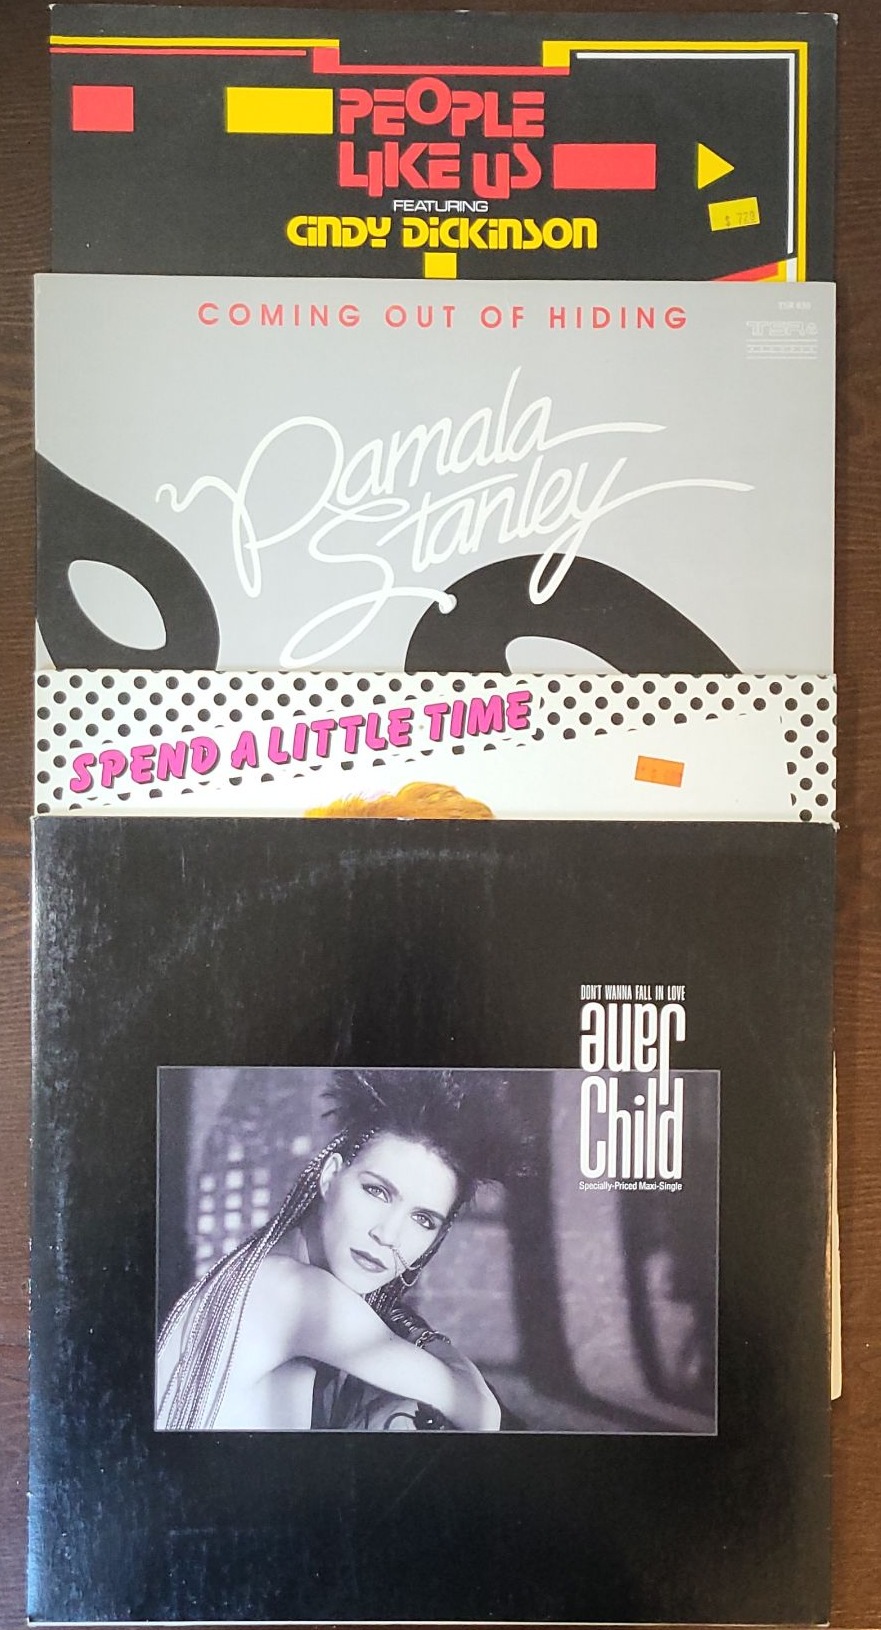 PEOPLE
LIKE US
FEATURING
CINDY DICKINSON
COMING OUT OF HIDING
Pamala
Stanley
SPEND A LITTLE TIME
DON'T WANNA FALL IN LOVE
Jane
Child
Specially-Priced Maxi-Single